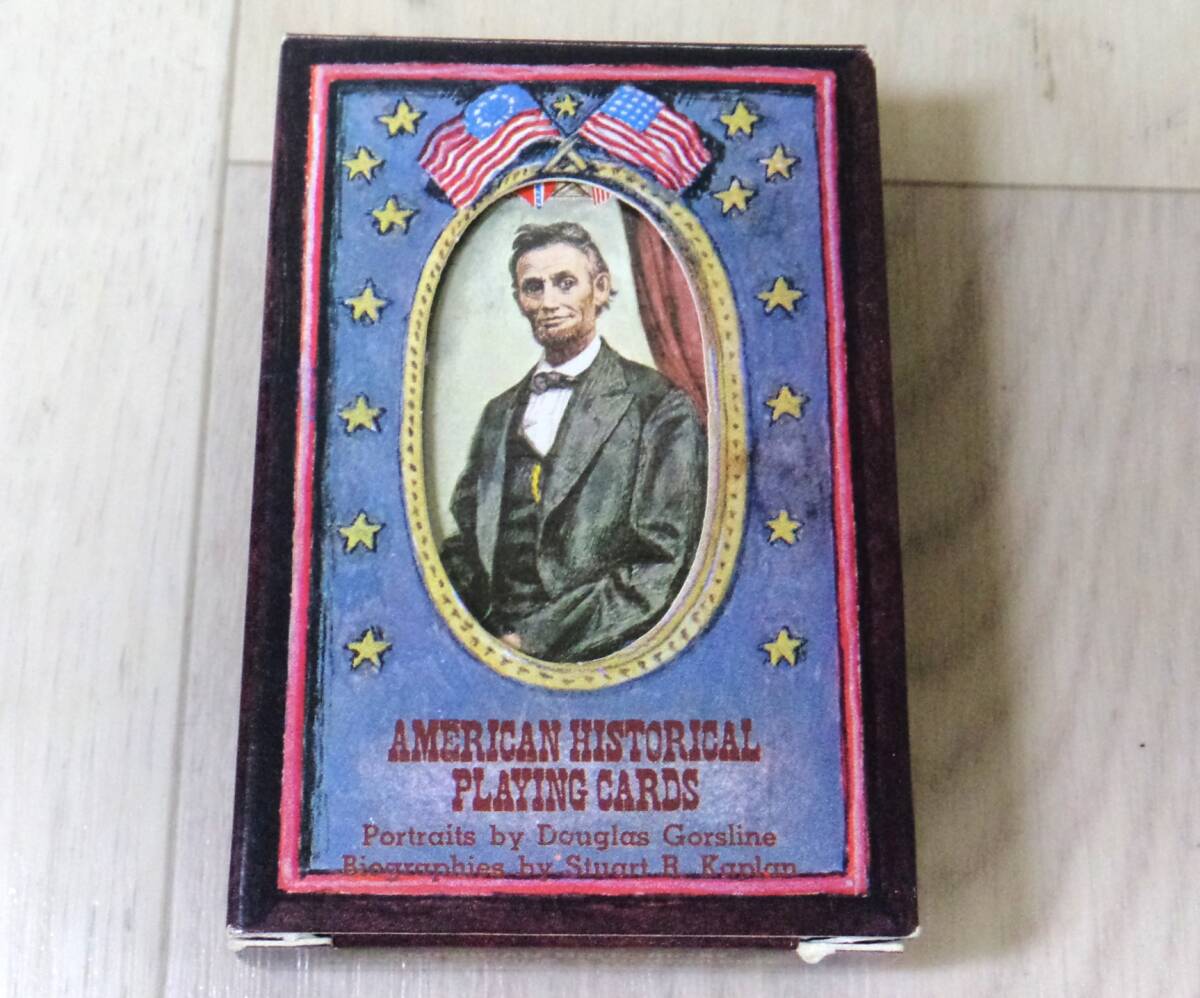 AMERICAN HISTORICAL
PLAYING CARDS
Portraits by Douglas Gorsline
Biographies by Stuart R. Kaplan